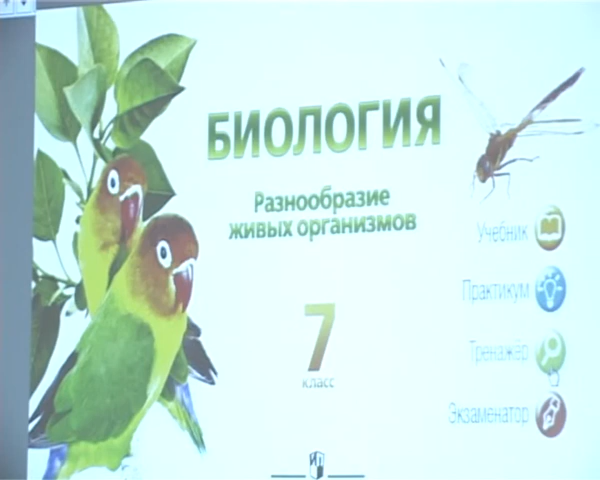 БИОЛОГИЯ
Разнообразие
живых организмов
7
класс
Учебник
Практикум
Тренажёр
Экзаменатор